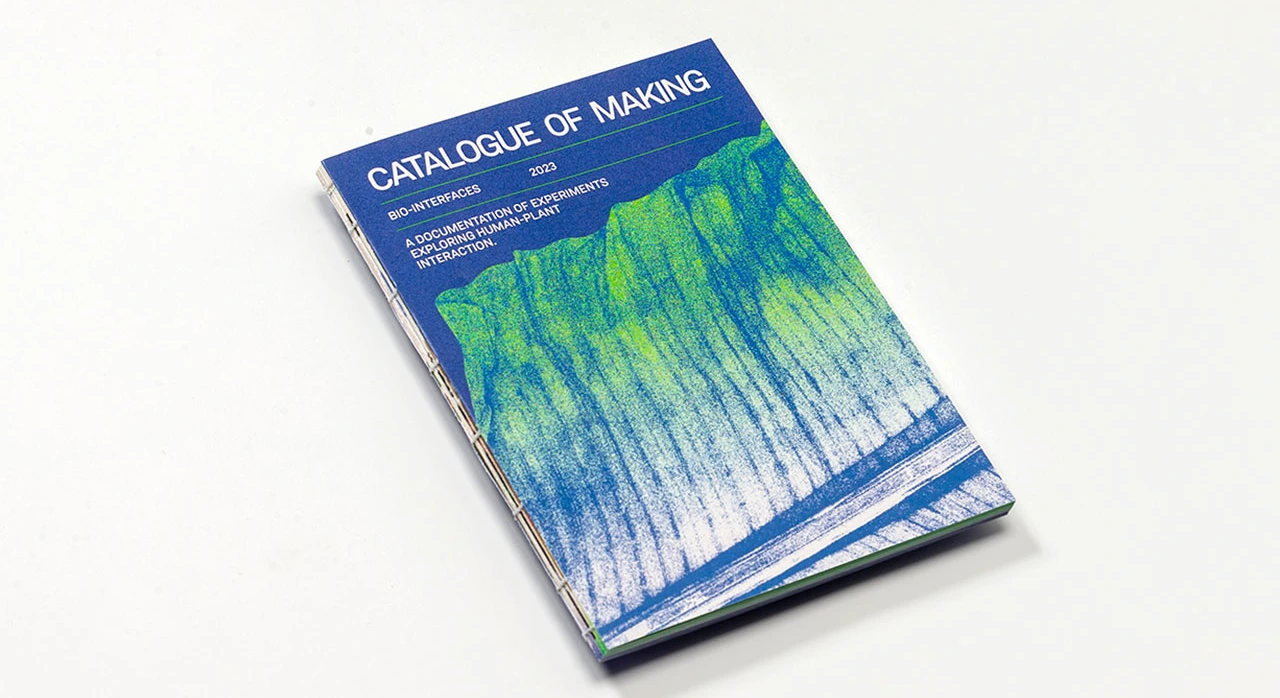 CATALOGUE OF MAKING
BIO-INTERFACES 2023
A DOCUMENTATION OF EXPERIMENTS
EXPLORING HUMAN-PLANT
INTERACTION.